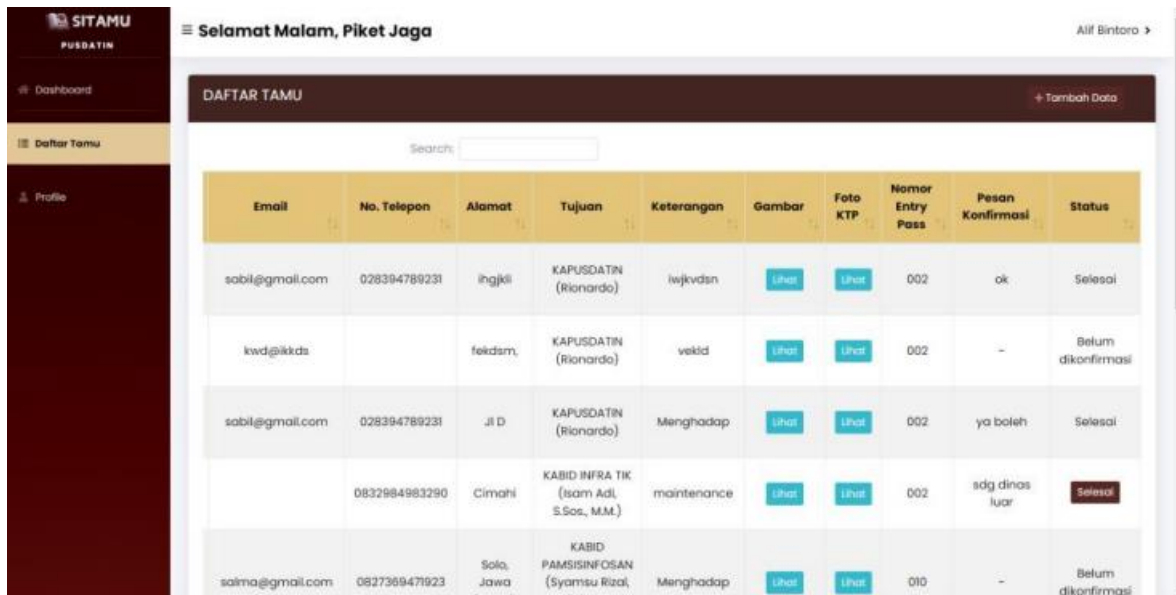 SITAMU
PUSDATIN
Selamat Malam, Piket Jaga
Alif Bintoro
Dashboard
Daftar Tamu
Profile
DAFTAR TAMU
+ Tambah Data
Search:
Email No. Telepon Alamat Tujuan Keterangan Gambar Foto KTP Nomor Entry Pass Pesan Konfirmasi Status
sabil@gmail.com 028394789231 ihgjkli KAPUSDATIN (Rionardo) iwjkvdsn Lihat Lihat 002 ok Selesai
kwd@ikkds fekdsm, KAPUSDATIN (Rionardo) vekld Lihat Lihat 002 - Belum dikonfirmasi
sabil@gmail.com 028394789231 Jl D KAPUSDATIN (Rionardo) Menghadap Lihat Lihat 002 ya boleh Selesai
0832984983290 Cimahi KABID INFRA TIK (Isam Adi, S.Sos., M.M.) maintenance Lihat Lihat 002 sdg dinas luar Selesai
salma@gmail.com 0827369471923 Solo, Jawa KABID PAMSISINFOSAN (Syamsu Rizal, Menghadap Lihat Lihat 010 - Belum dikonfirmasi